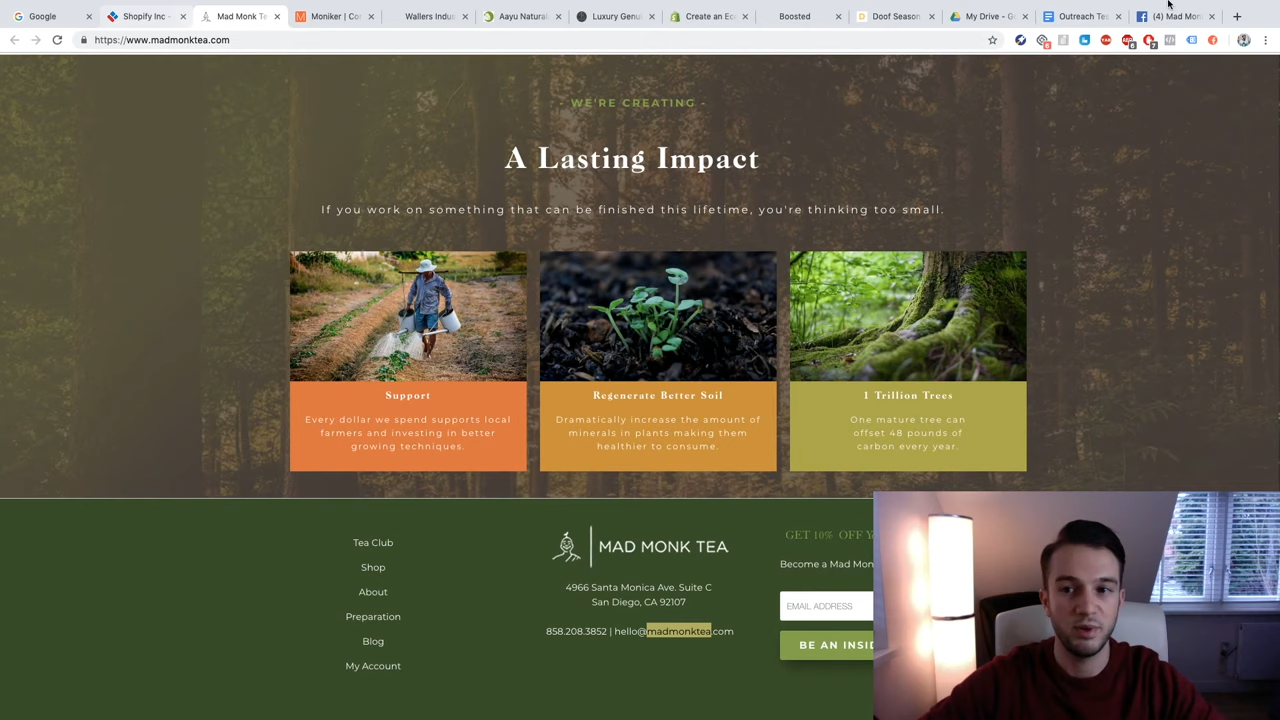 Google
Shopify Inc -
Mad Monk Te
Moniker | Cor
Wallers Indus
Aayu Natural
Luxury Genui
Create an Ec
Boosted
Doof Season
My Drive - Go
Outreach Tem
(4) Mad Mon
https://www.madmonktea.com
WE'RE CREATING -
A Lasting Impact
If you work on something that can be finished this lifetime, you're thinking too small.
Support
Every dollar we spend supports local
farmers and investing in better
growing techniques.
Regenerate Better Soil
Dramatically increase the amount of
minerals in plants making them
healthier to consume.
1 Trillion Trees
One mature tree can
offset 48 pounds of
carbon every year.
Tea Club
Shop
About
Preparation
Blog
My Account
MAD MONK TEA
4966 Santa Monica Ave. Suite C
San Diego, CA 92107
858.208.3852 | hello@madmonktea.com
GET 10% OFF Y
Become a Mad Mon
EMAIL ADDRESS
BE AN INSID